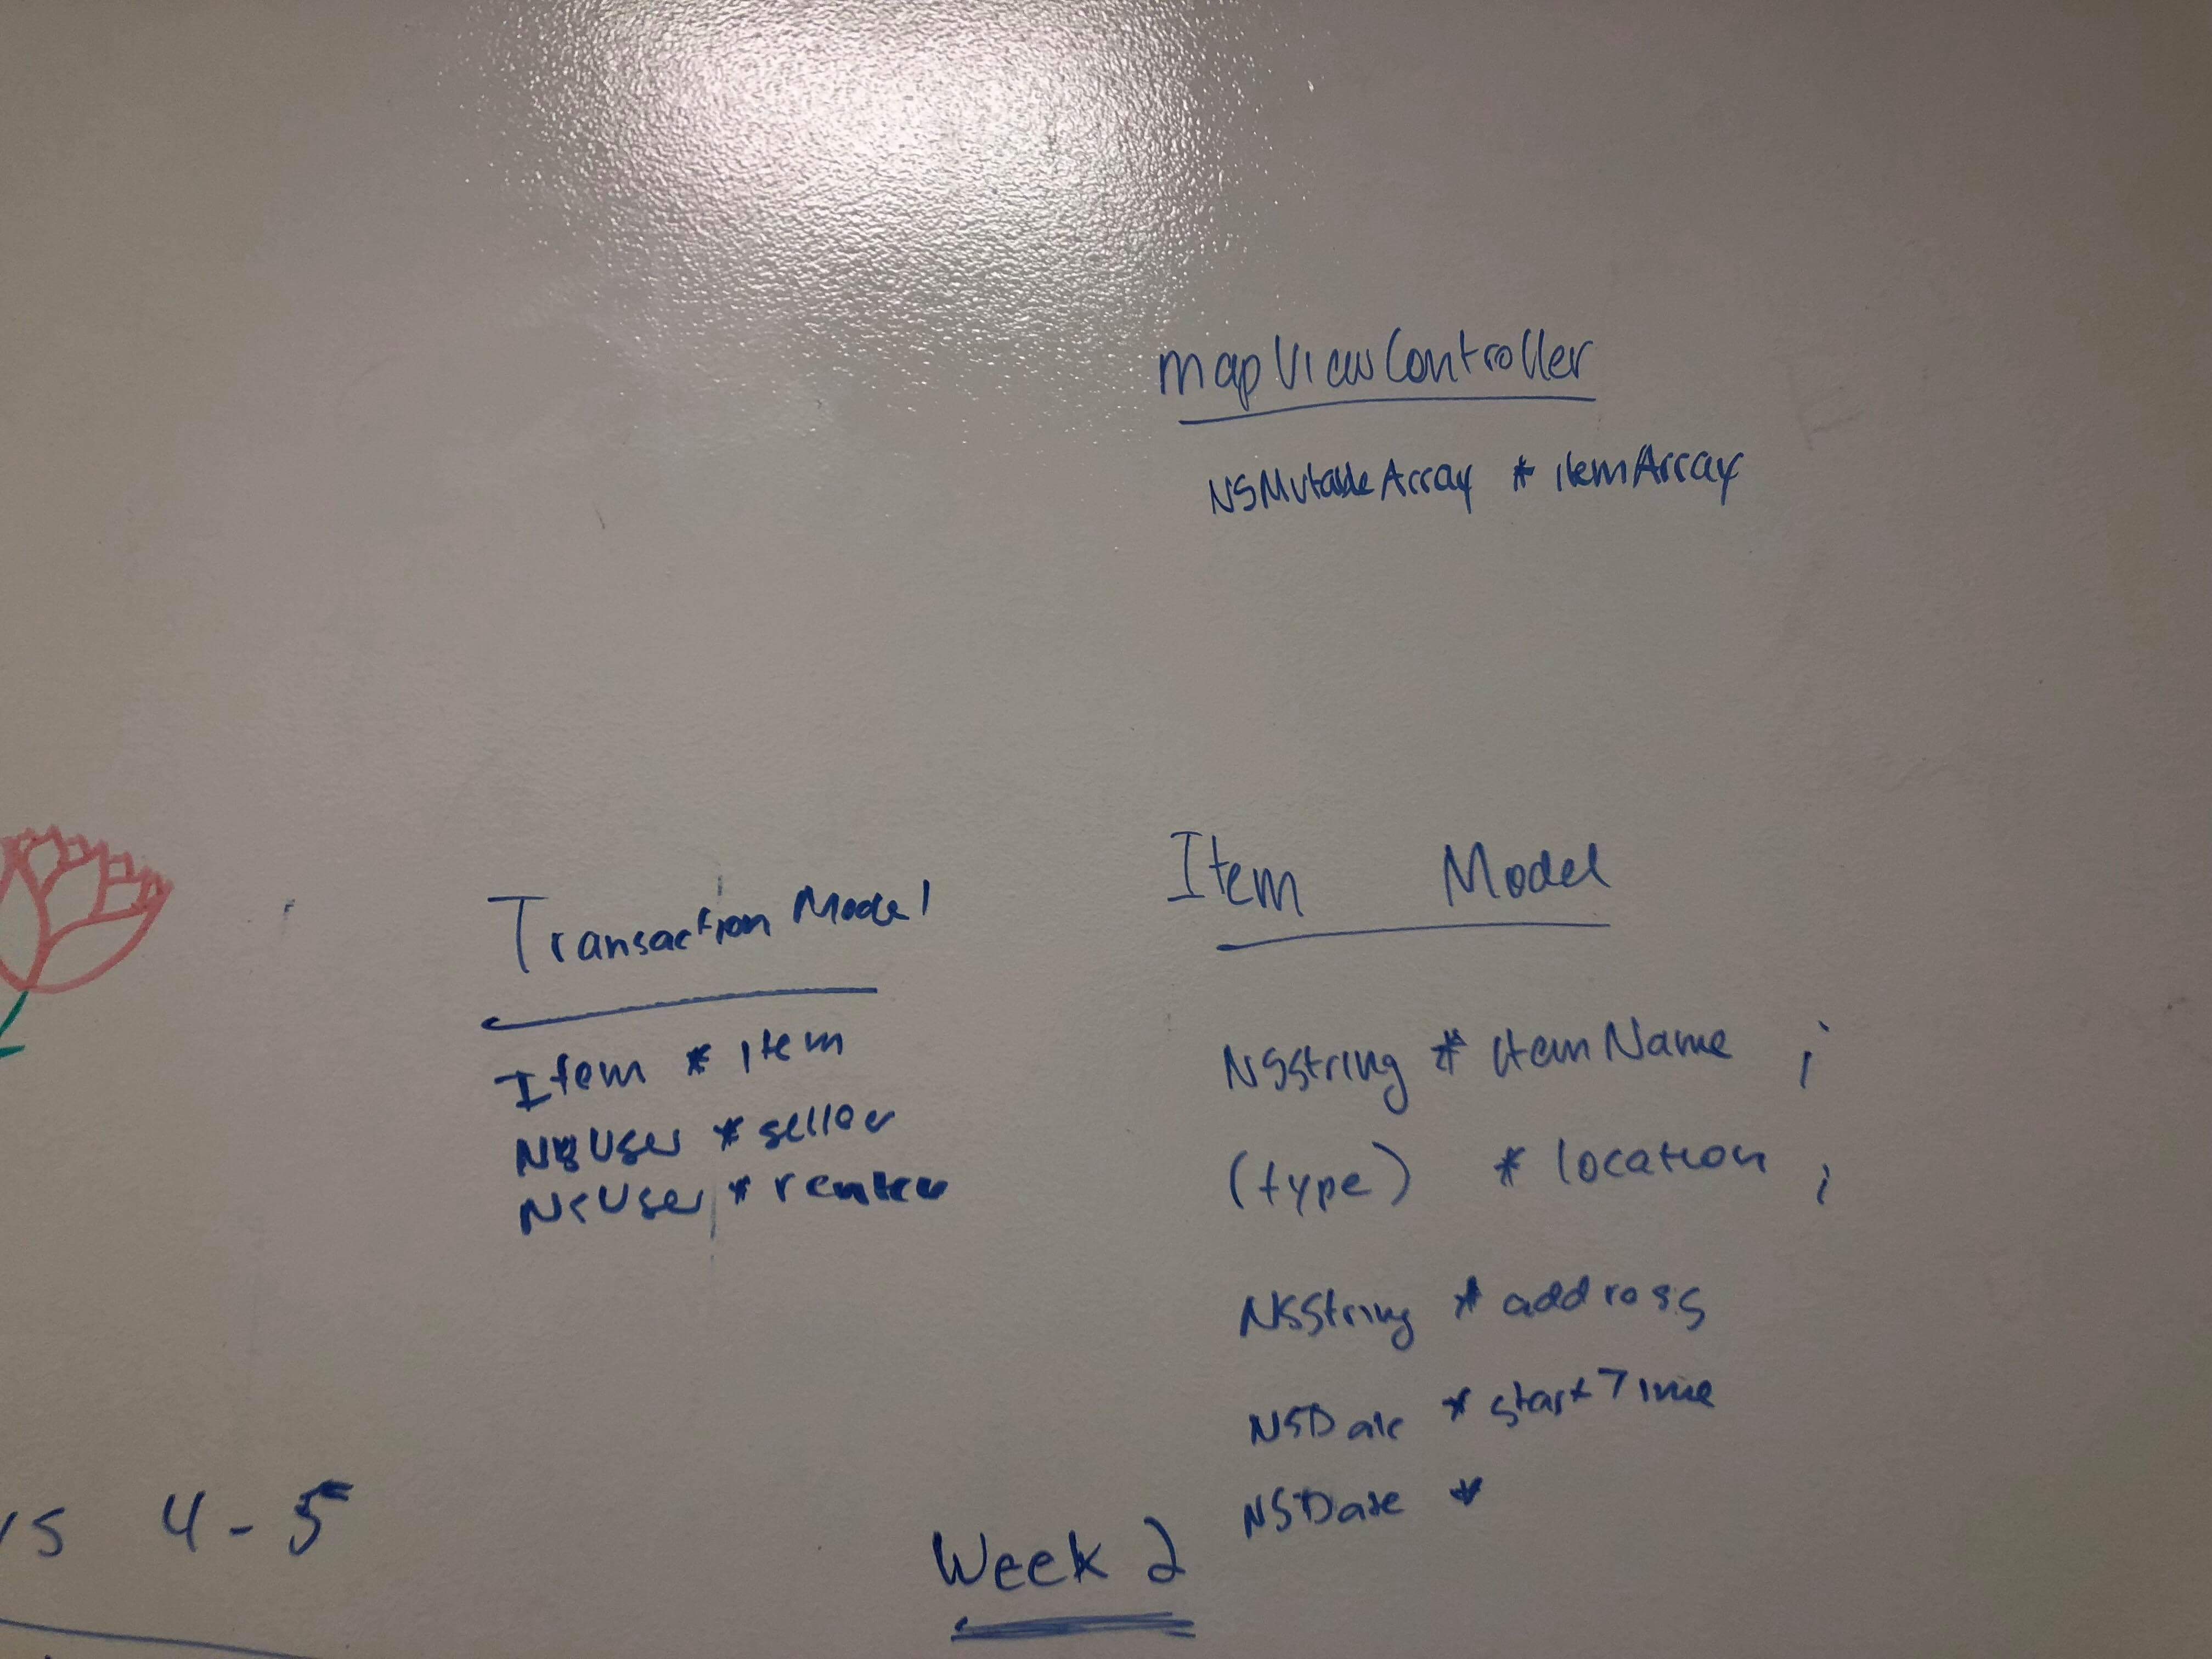 mapViewController
NSMutableArray * itemArray
Transaction Model
Item * item
NSUser * seller
NSUser * renter
Item Model
NSString * itemName ;
(type) * location ;
NSString * address
NSDate * startTime
NSDate *
4 - 5
Week 2